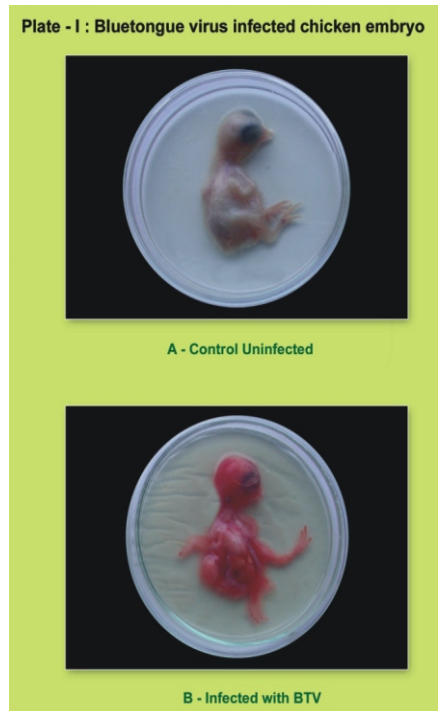 Plate - I : Bluetongue virus infected chicken embryo
A - Control Uninfected
B - Infected with BTV